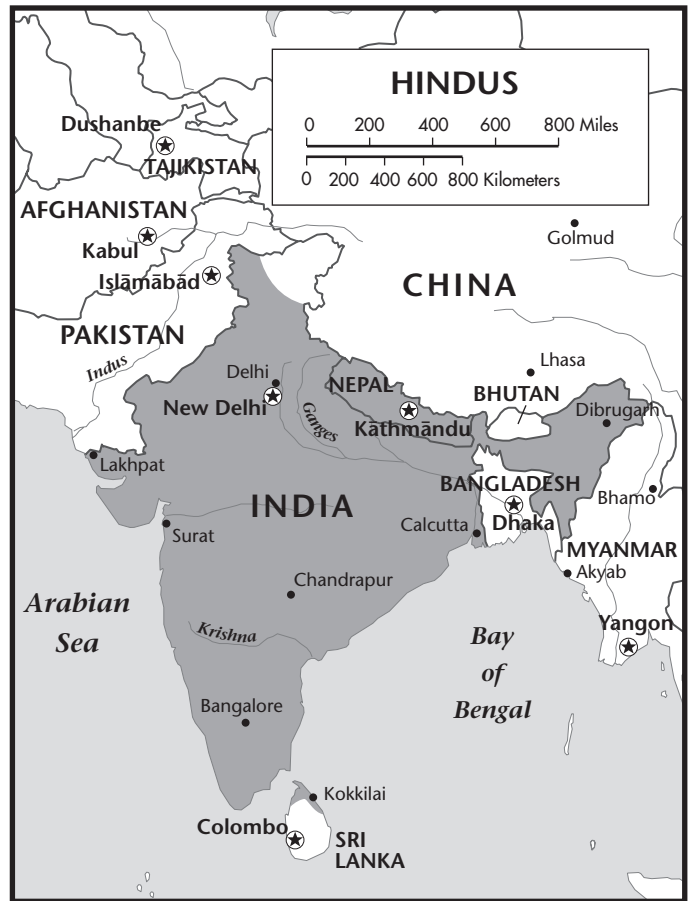 HINDUS
0 200 400 600 800 Miles
0 200 400 600 800 Kilometers
Dushanbe
TAJIKISTAN
AFGHANISTAN
Kabul
Golmud
Islāmābād
CHINA
PAKISTAN
Indus
Delhi
Lhasa
NEPAL
BHUTAN
New Delhi
Ganges
Dibrugarh
Kāthmāndu
Lakhpat
BANGLADESH
Bhamo
INDIA
Calcutta
Dhaka
Surat
MYANMAR
Akyab
Chandrapur
Arabian
Sea
Yangon
Krishna
Bay
of
Bengal
Bangalore
Kokkilai
Colombo
SRI
LANKA